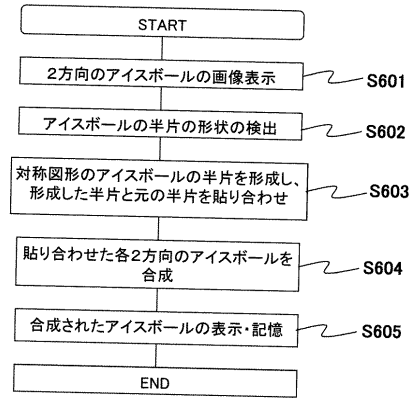 START
２方向のアイスボールの画像表示
S601
アイスボールの半片の形状の検出
S602
対称図形のアイスボールの半片を形成し、
形成した半片と元の半片を貼り合わせ
S603
貼り合わせた各２方向のアイスボールを
合成
S604
合成されたアイスボールの表示・記憶
S605
END